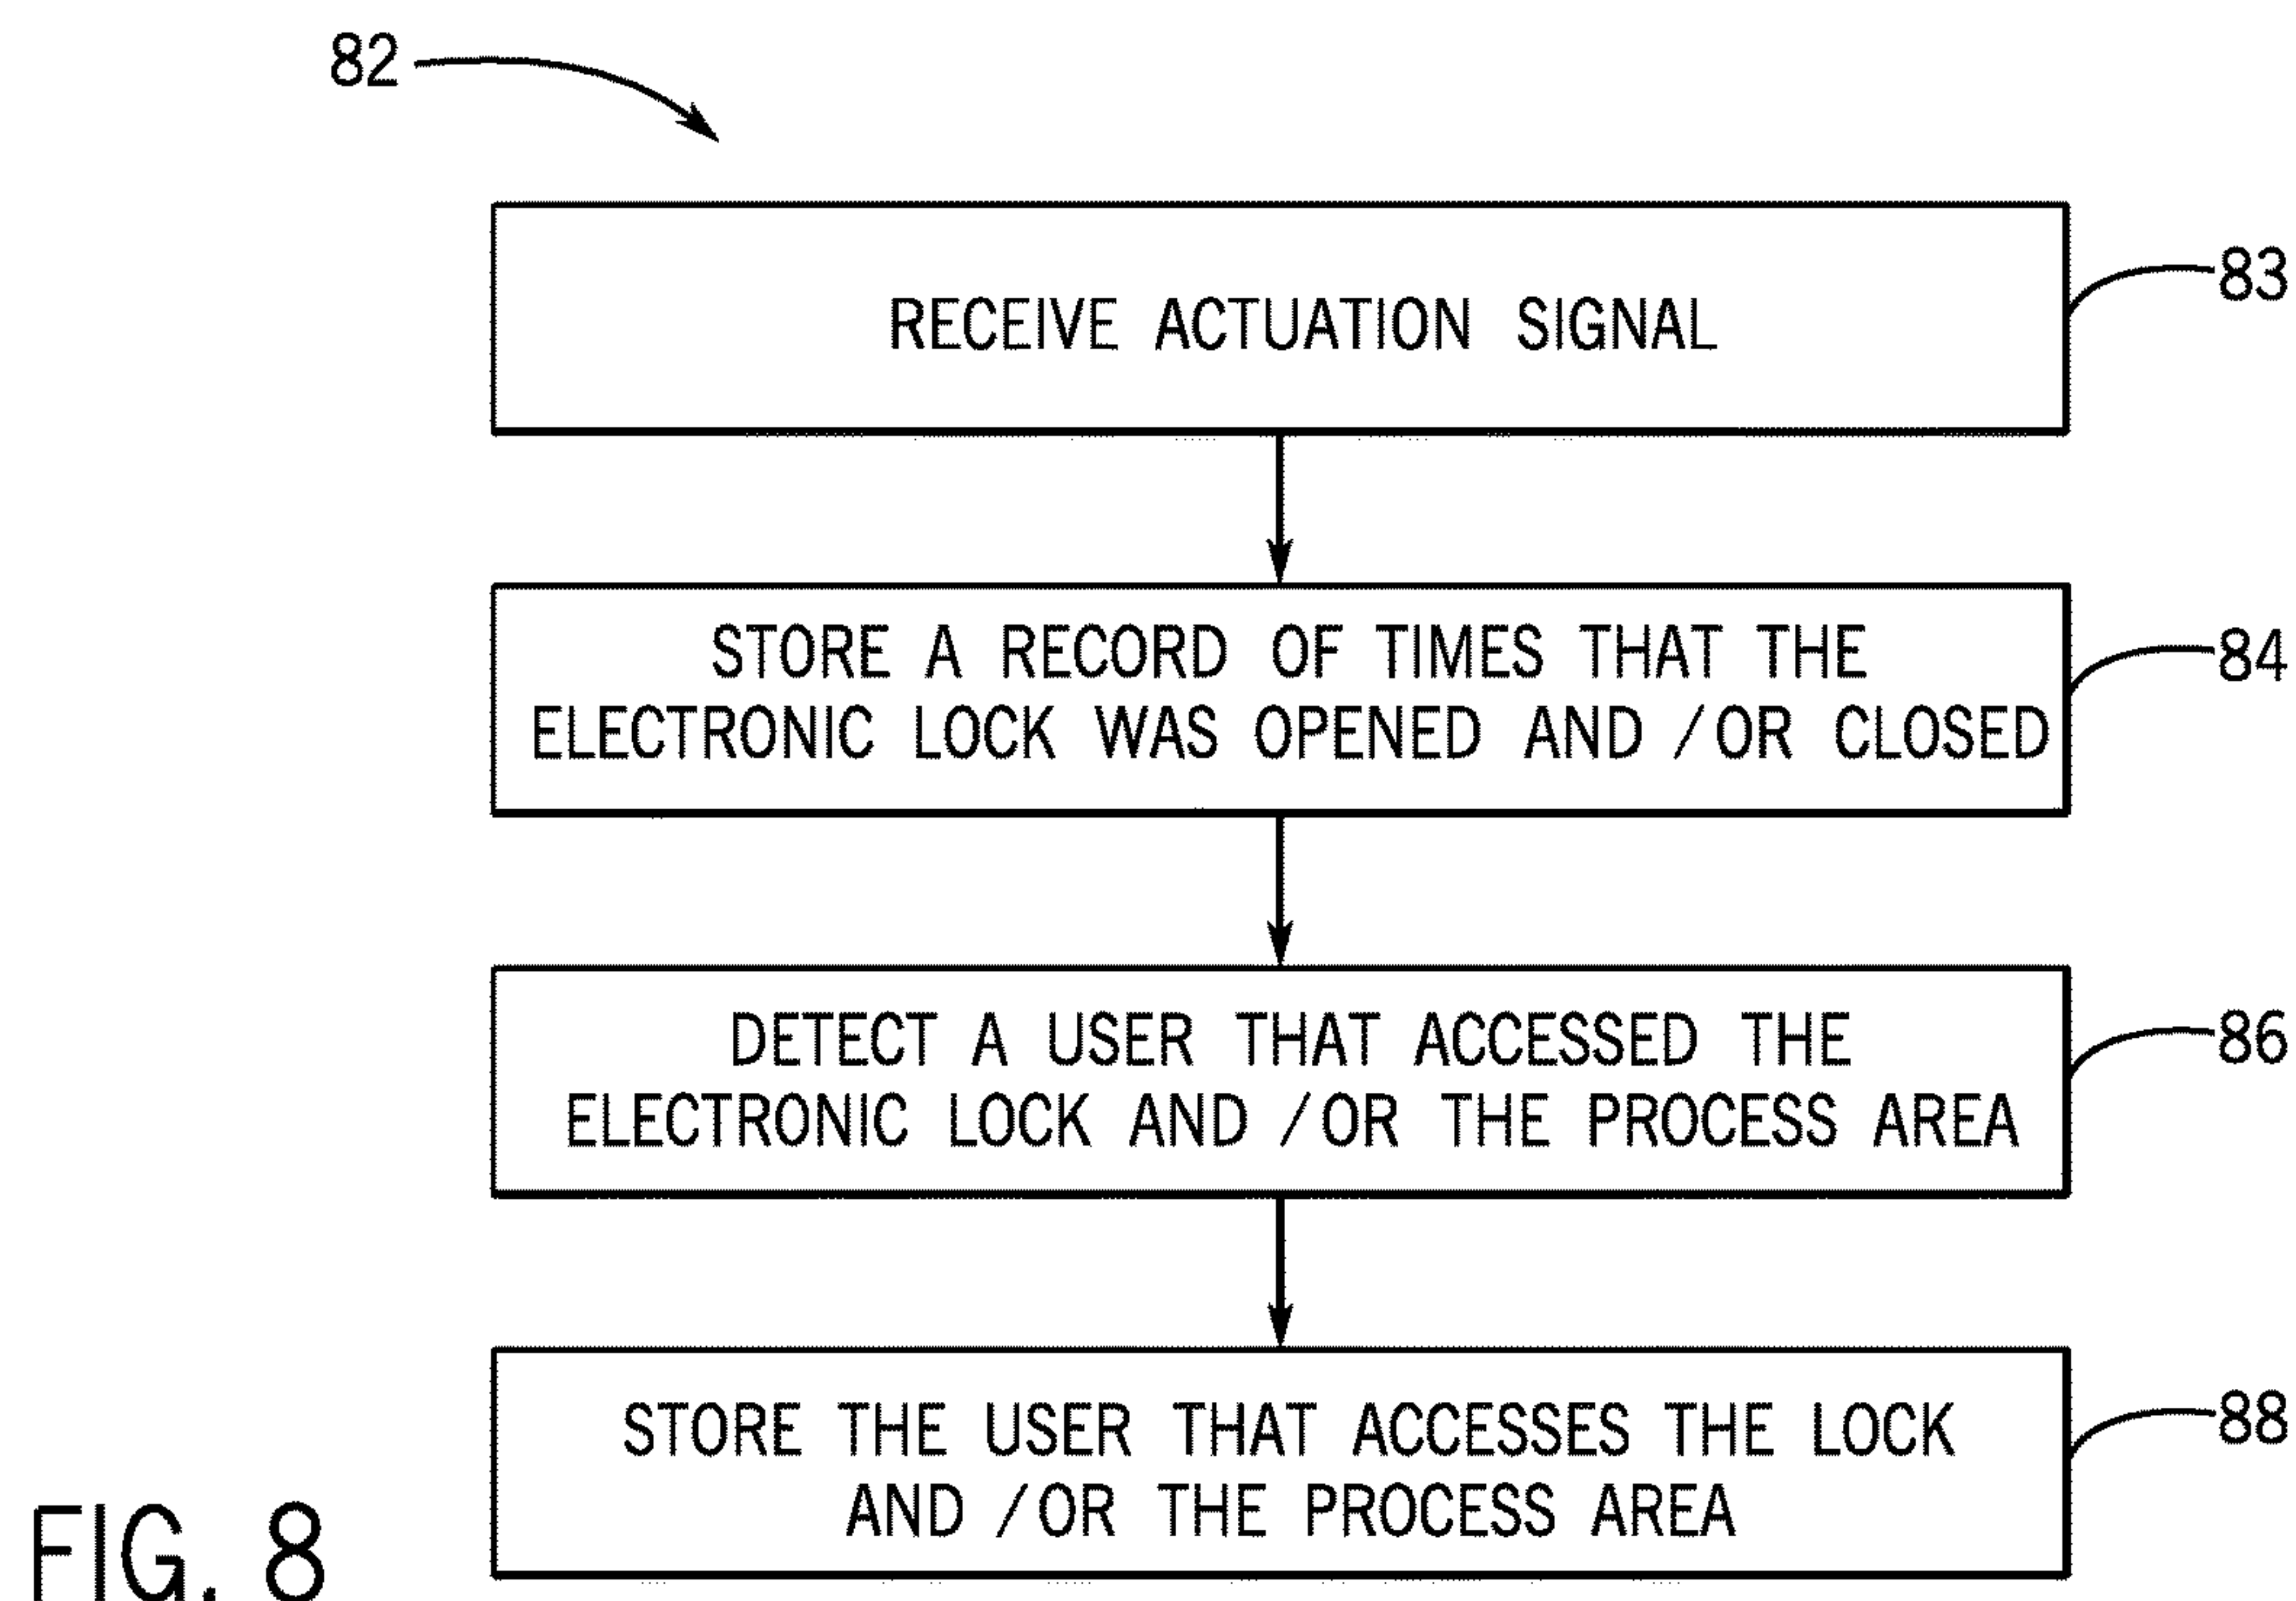 82
RECEIVE ACTUATION SIGNAL
83
STORE A RECORD OF TIMES THAT THE
ELECTRONIC LOCK WAS OPENED AND /OR CLOSED
84
DETECT A USER THAT ACCESSED THE
ELECTRONIC LOCK AND /OR THE PROCESS AREA
86
STORE THE USER THAT ACCESSES THE LOCK
AND /OR THE PROCESS AREA
88
FIG. 8